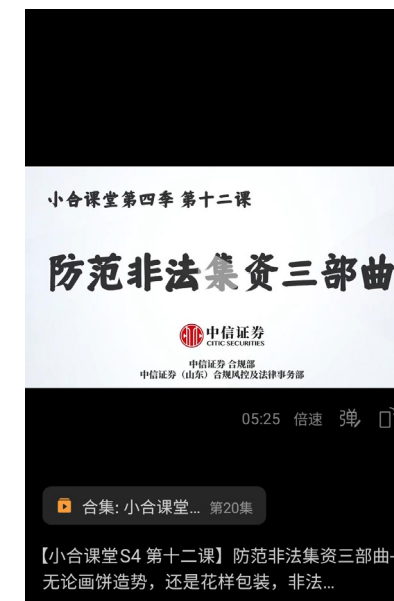 小合课堂第四季 第十二课
防范非法集资三部曲
中信证券
CITIC SECURITIES
中信证券 合规部
中信证券（山东）合规风控及法律事务部
05:25 倍速 弹
合集: 小合课堂... 第20集
【小合课堂S4 第十二课】防范非法集资三部曲-
无论画饼造势，还是花样包装，非法...